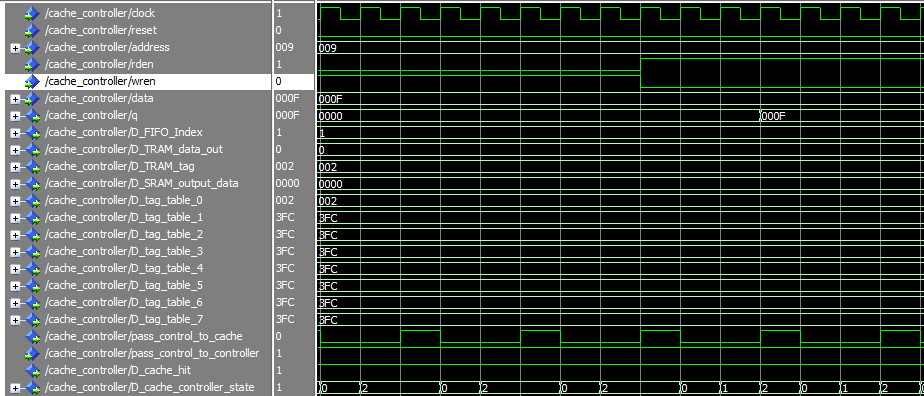 /cache_controller/clock 1
/cache_controller/reset 0
/cache_controller/address 009 009
/cache_controller/rden 1
/cache_controller/wren 0
/cache_controller/data 000F 000F
/cache_controller/q 000F 0000 000F
/cache_controller/D_FIFO_Index 1 1
/cache_controller/D_TRAM_data_out 0 0
/cache_controller/D_TRAM_tag 002 002
/cache_controller/D_SRAM_output_data 0000 0000
/cache_controller/D_tag_table_0 002 002
/cache_controller/D_tag_table_1 3FC 3FC
/cache_controller/D_tag_table_2 3FC 3FC
/cache_controller/D_tag_table_3 3FC 3FC
/cache_controller/D_tag_table_4 3FC 3FC
/cache_controller/D_tag_table_5 3FC 3FC
/cache_controller/D_tag_table_6 3FC 3FC
/cache_controller/D_tag_table_7 3FC 3FC
/cache_controller/pass_control_to_cache 0
/cache_controller/pass_control_to_controller 1
/cache_controller/D_cache_hit 1
/cache_controller/D_cache_controller_state 1 0 2 0 2 0 2 0 1 2 0 1 2